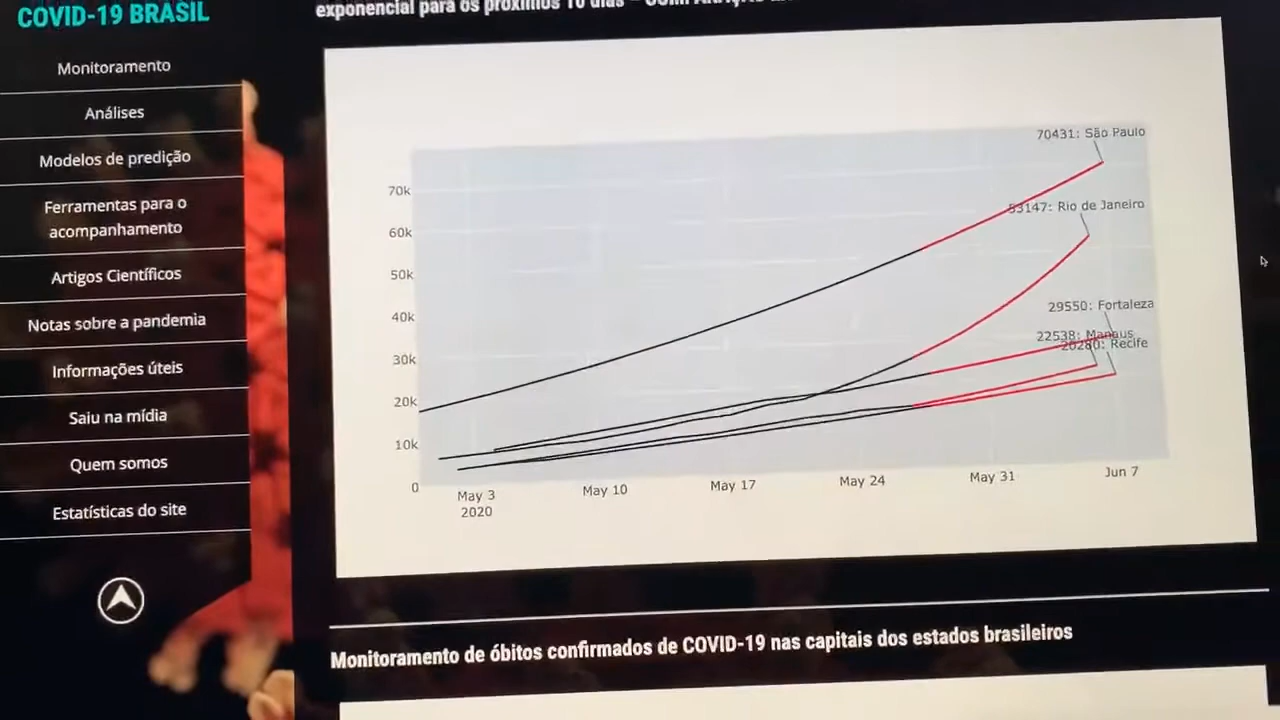 COVID-19 BRASIL
Monitoramento
Análises
Modelos de predição
Ferramentas para o
acompanhamento
Artigos Científicos
Notas sobre a pandemia
Informações úteis
Saiu na mídia
Quem somos
Estatísticas do site
exponencial para os próximos 10 dias
70431: São Paulo
53147: Rio de Janeiro
29550: Fortaleza
22538: Manaus
20280: Recife
70k
60k
50k
40k
30k
20k
10k
0
May 3
2020
May 10
May 17
May 24
May 31
Jun 7
Monitoramento de óbitos confirmados de COVID-19 nas capitais dos estados brasileiros